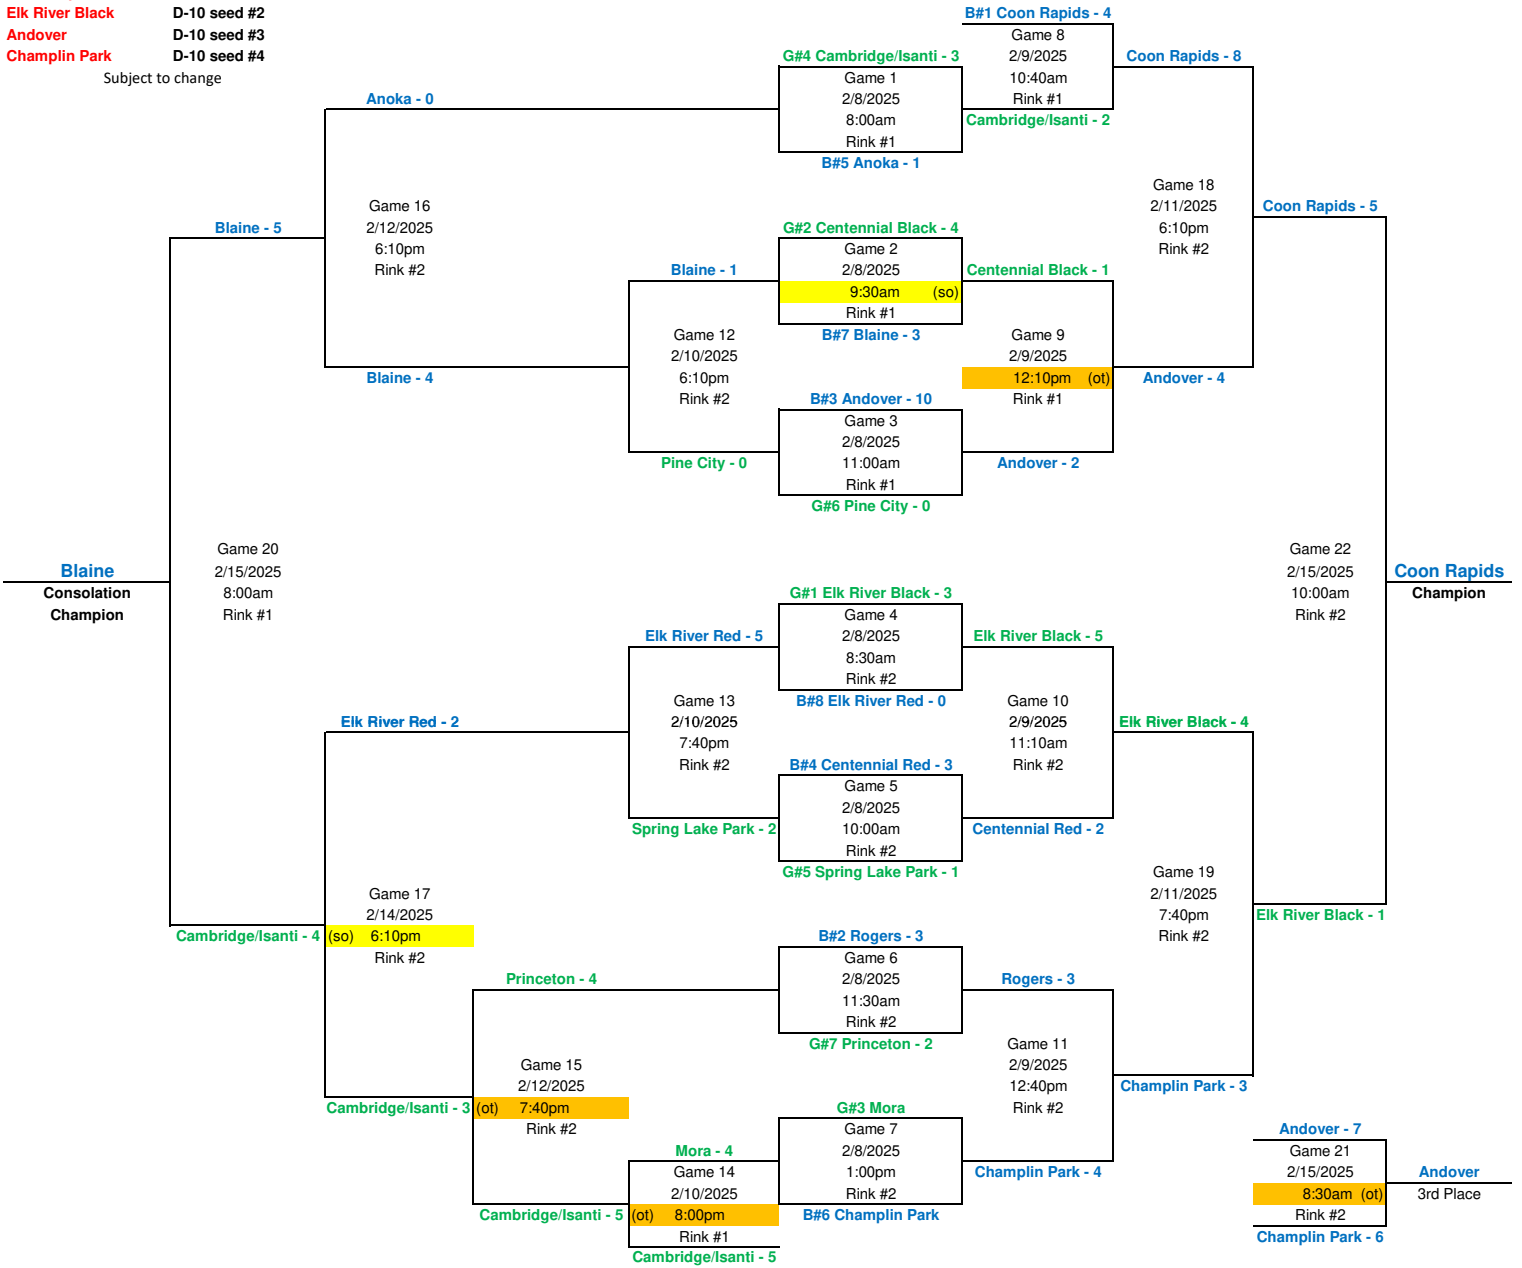 Elk River Black D-10 seed #2
Andover D-10 seed #3
Champlin Park D-10 seed #4
Subject to change
B#1 Coon Rapids - 4
Game 8
2/9/2025
10:40am
Rink #1
Cambridge/Isanti - 2
G#4 Cambridge/Isanti - 3
Game 1
2/8/2025
8:00am
Rink #1
B#5 Anoka - 1
Coon Rapids - 8
Anoka - 0
Game 18
2/11/2025
6:10pm
Rink #2
Coon Rapids - 5
Game 16
2/12/2025
6:10pm
Rink #2
Blaine - 5
G#2 Centennial Black - 4
Game 2
2/8/2025
9:30am (so)
Rink #1
B#7 Blaine - 3
Blaine - 1
Centennial Black - 1
Game 12
2/10/2025
6:10pm
Rink #2
Game 9
2/9/2025
12:10pm (ot)
Rink #1
Blaine - 4
Andover - 4
B#3 Andover - 10
Game 3
2/8/2025
11:00am
Rink #1
G#6 Pine City - 0
Pine City - 0
Andover - 2
Game 20
2/15/2025
8:00am
Rink #1
Blaine
Consolation
Champion
Game 22
2/15/2025
10:00am
Rink #2
Coon Rapids
Champion
G#1 Elk River Black - 3
Game 4
2/8/2025
8:30am
Rink #2
B#8 Elk River Red - 0
Elk River Red - 5
Elk River Black - 5
Game 13
2/10/2025
7:40pm
Rink #2
Game 10
2/9/2025
11:10am
Rink #2
Elk River Red - 2
Elk River Black - 4
B#4 Centennial Red - 3
Game 5
2/8/2025
10:00am
Rink #2
G#5 Spring Lake Park - 1
Spring Lake Park - 2
Centennial Red - 2
Game 17
2/14/2025
(so) 6:10pm
Rink #2
Cambridge/Isanti - 4
Game 19
2/11/2025
7:40pm
Rink #2
Elk River Black - 1
B#2 Rogers - 3
Game 6
2/8/2025
11:30am
Rink #2
G#7 Princeton - 2
Princeton - 4
Rogers - 3
Game 15
2/12/2025
(ot) 7:40pm
Rink #2
Cambridge/Isanti - 3
Game 11
2/9/2025
12:40pm
Rink #2
Champlin Park - 3
G#3 Mora
Game 7
2/8/2025
1:00pm
Rink #2
B#6 Champlin Park
Mora - 4
Game 14
2/10/2025
(ot) 8:00pm
Rink #1
Cambridge/Isanti - 5
Cambridge/Isanti - 5
Champlin Park - 4
Andover - 7
Game 21
2/15/2025
8:30am (ot)
Rink #2
Champlin Park - 6
Andover
3rd Place